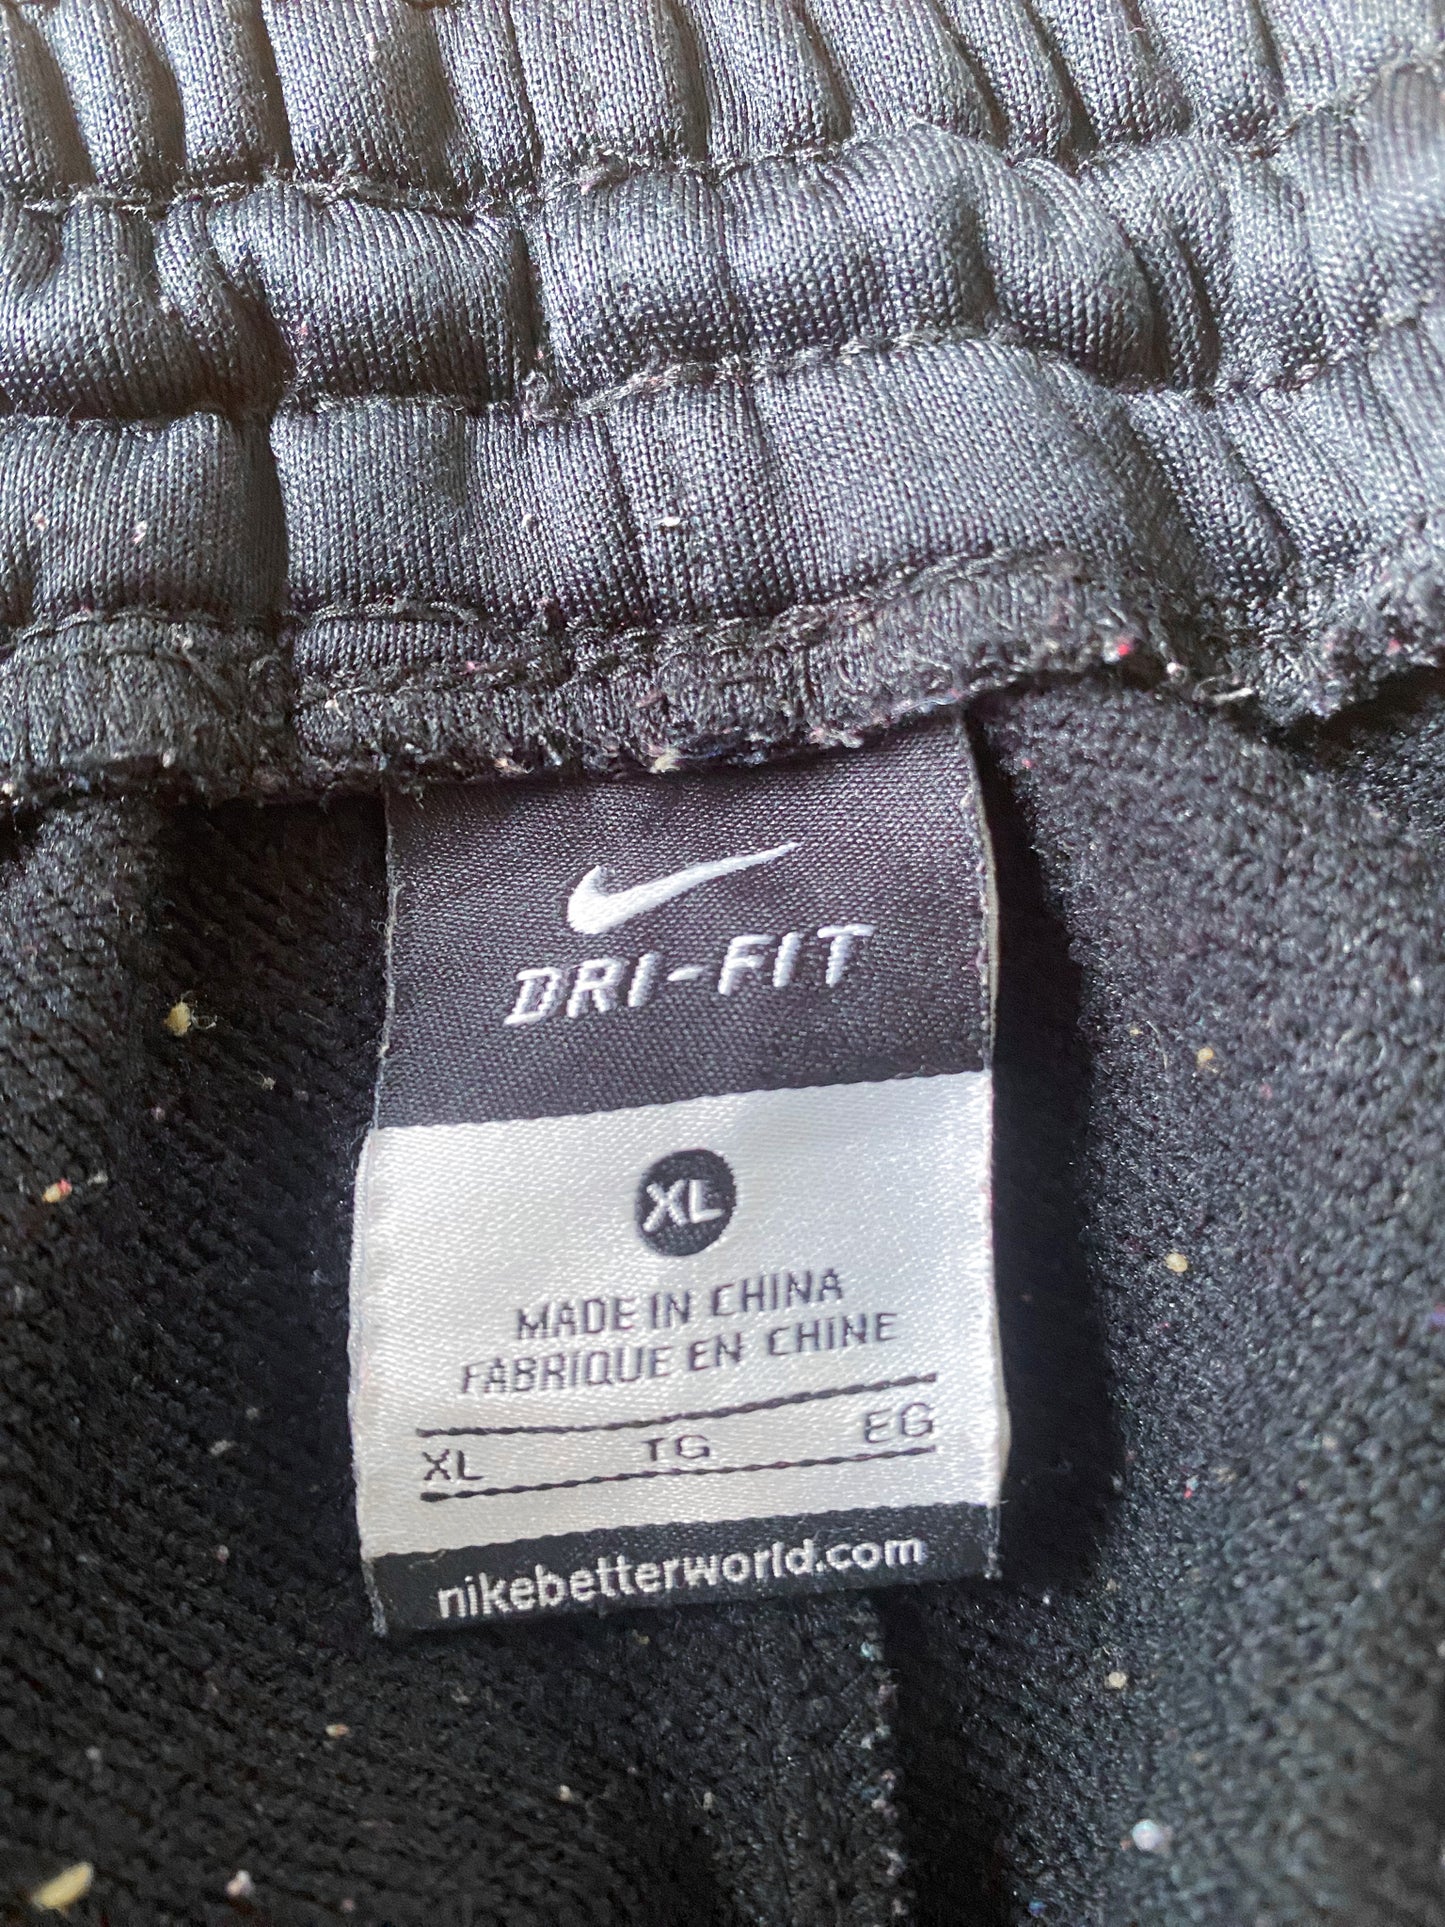 DRI-FIT
XL
MADE IN CHINA
FABRIQUE EN CHINE
XL TG EG
nikebetterworld.com